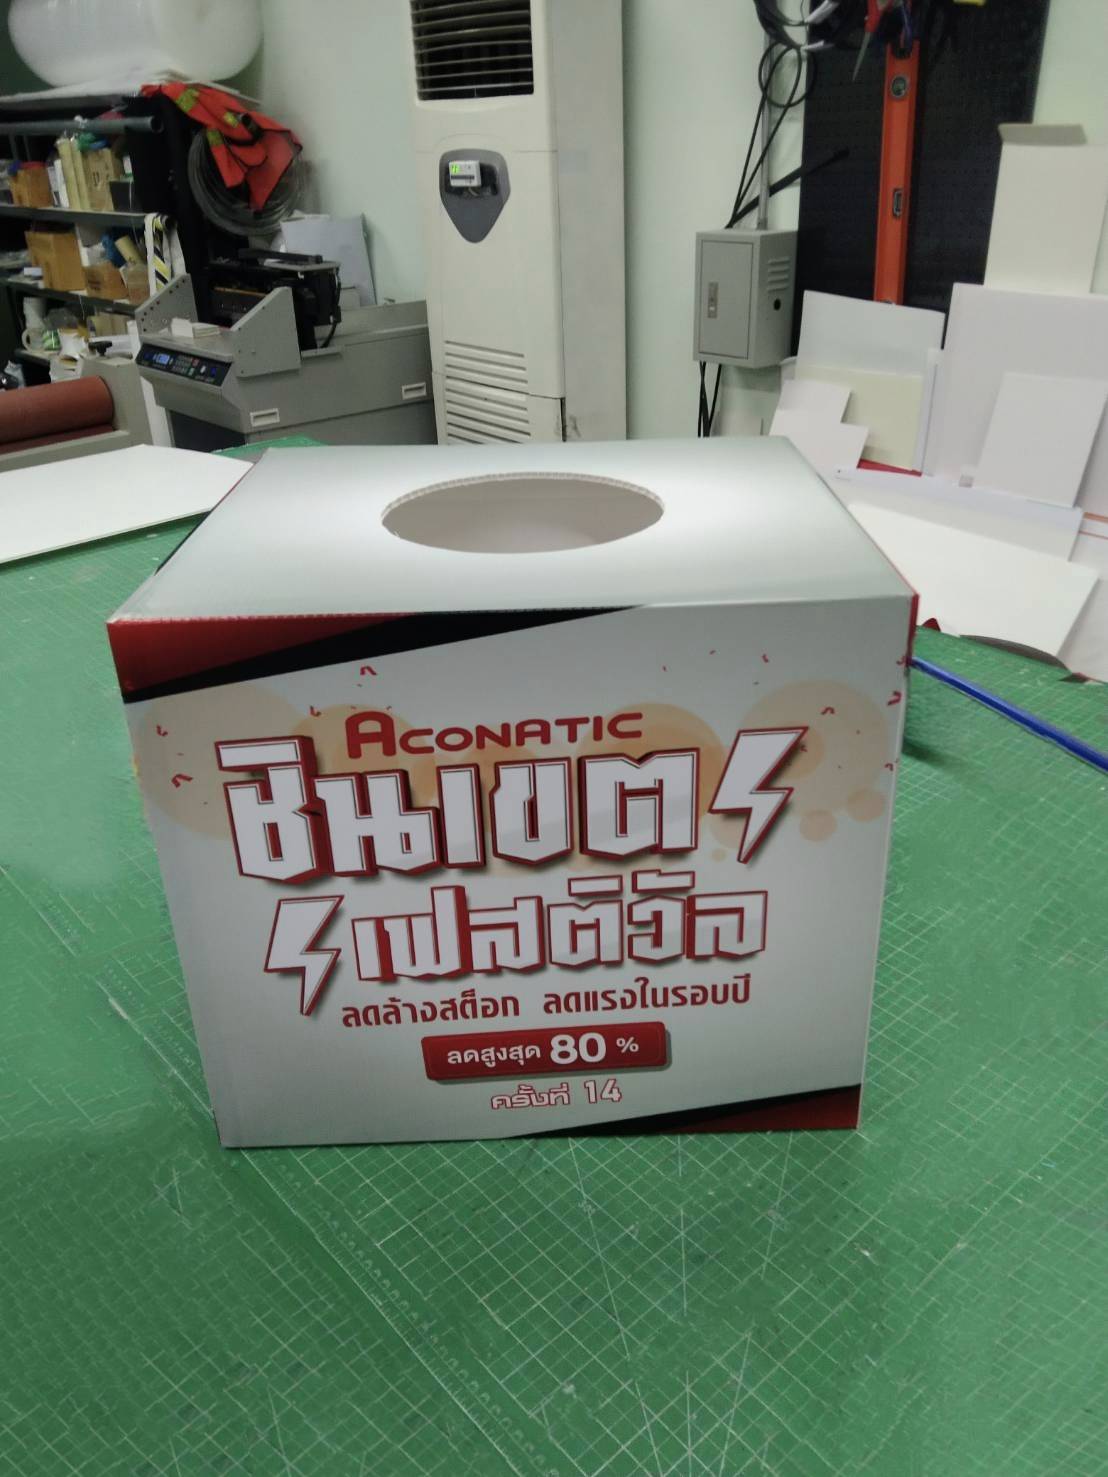 ACONATIC
ชินเขต
เฟสติวัล
ลดล้างสต็อก ลดแรงในรอบปี
ลดสูงสุด 80 %
ครั้งที่ 14